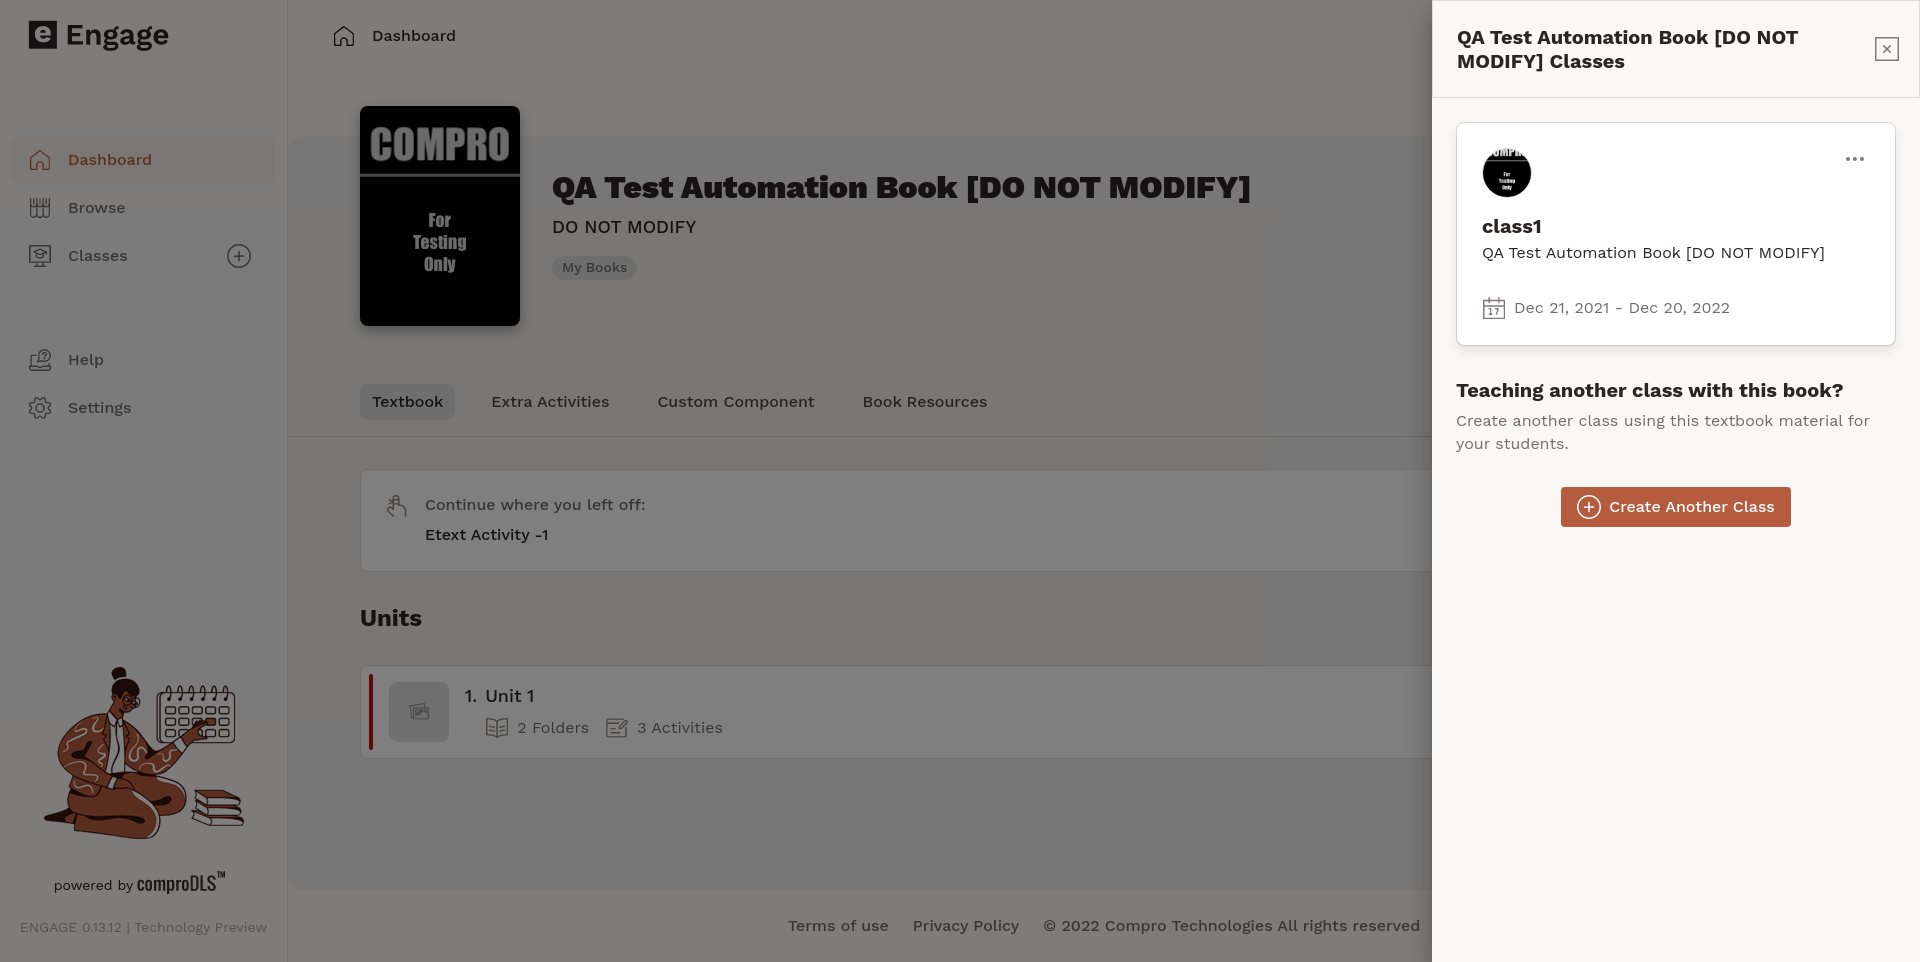 e Engage
Dashboard
Browse
Classes
Help
Settings
powered by comproDLS™
ENGAGE 0.13.12 | Technology Preview
Dashboard
COMPRO
For
Testing
Only
QA Test Automation Book [DO NOT MODIFY]
DO NOT MODIFY
My Books
Textbook
Extra Activities
Custom Component
Book Resources
Continue where you left off:
Etext Activity -1
Units
1. Unit 1
2 Folders
3 Activities
Terms of use
Privacy Policy
© 2022 Compro Technologies All rights reserved
QA Test Automation Book [DO NOT
MODIFY] Classes
COMPRO
For
Testing
Only
class1
QA Test Automation Book [DO NOT MODIFY]
17
Dec 21, 2021 - Dec 20, 2022
Teaching another class with this book?
Create another class using this textbook material for
your students.
Create Another Class